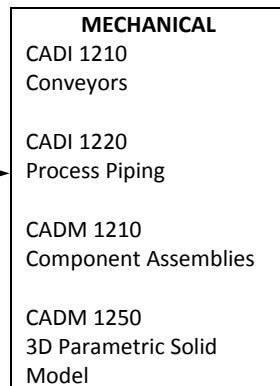 MECHANICAL
CADI 1210
Conveyors
CADI 1220
Process Piping
CADM 1210
Component Assemblies
CADM 1250
3D Parametric Solid
Model